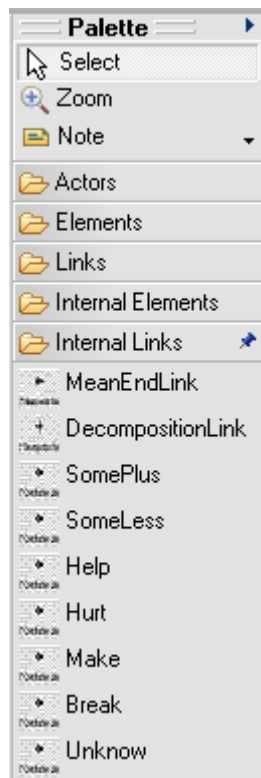 Palette
Select
Zoom
Note
Actors
Elements
Links
Internal Elements
Internal Links
MeanEndLink
DecompositionLink
SomePlus
SomeLess
Help
Hurt
Make
Break
Unknow